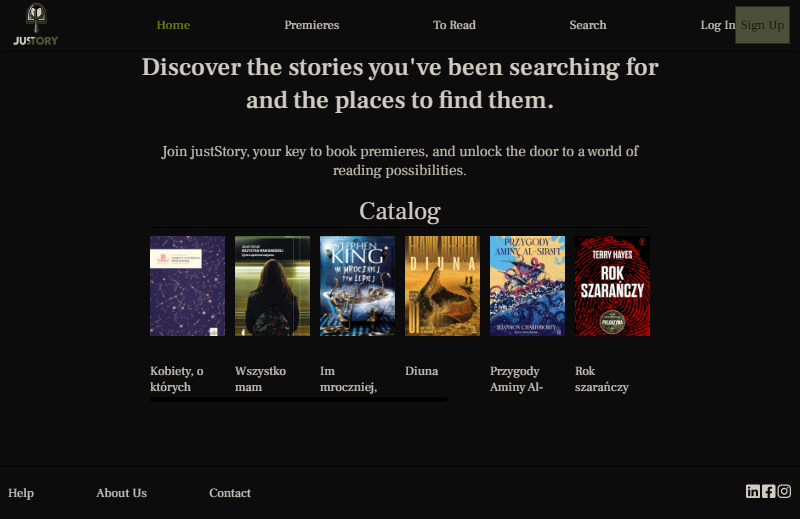 JUSTORY
Home
Premieres
To Read
Search
Log In
Sign Up
Discover the stories you've been searching for
and the places to find them.
Join justStory, your key to book premieres, and unlock the door to a world of
reading possibilities.
Catalog
STEPHEN
KING
IM MROCZNIEJ
TYM LEPIEJ
DIUNA
PRZYGODY
AMINY AL-SIRAFI
SHANNON CHAKRABORTY
TERRY HAYES
ROK
SZARAŃCZY
PIELGRZYMA
Kobiety, o
których
Wszystko
mam
Im
mroczniej,
Diuna
Przygody
Aminy Al-
Rok
szarańczy
Help
About Us
Contact